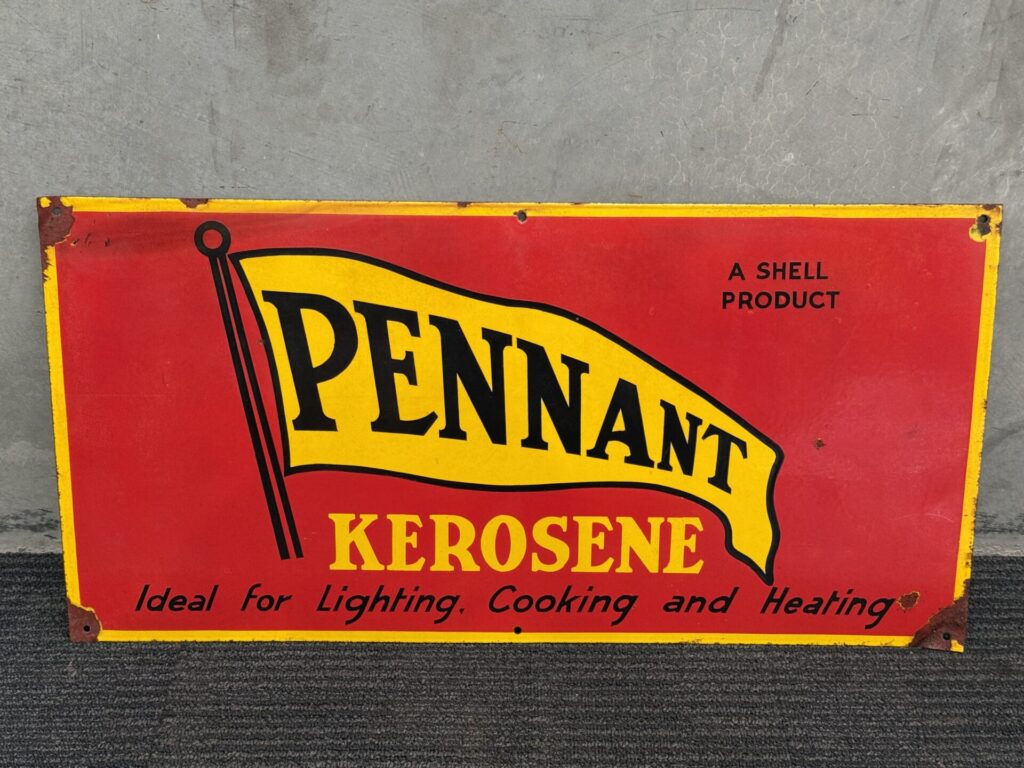 A SHELL
PRODUCT
PENNANT
KEROSENE
Ideal for Lighting, Cooking and Heating